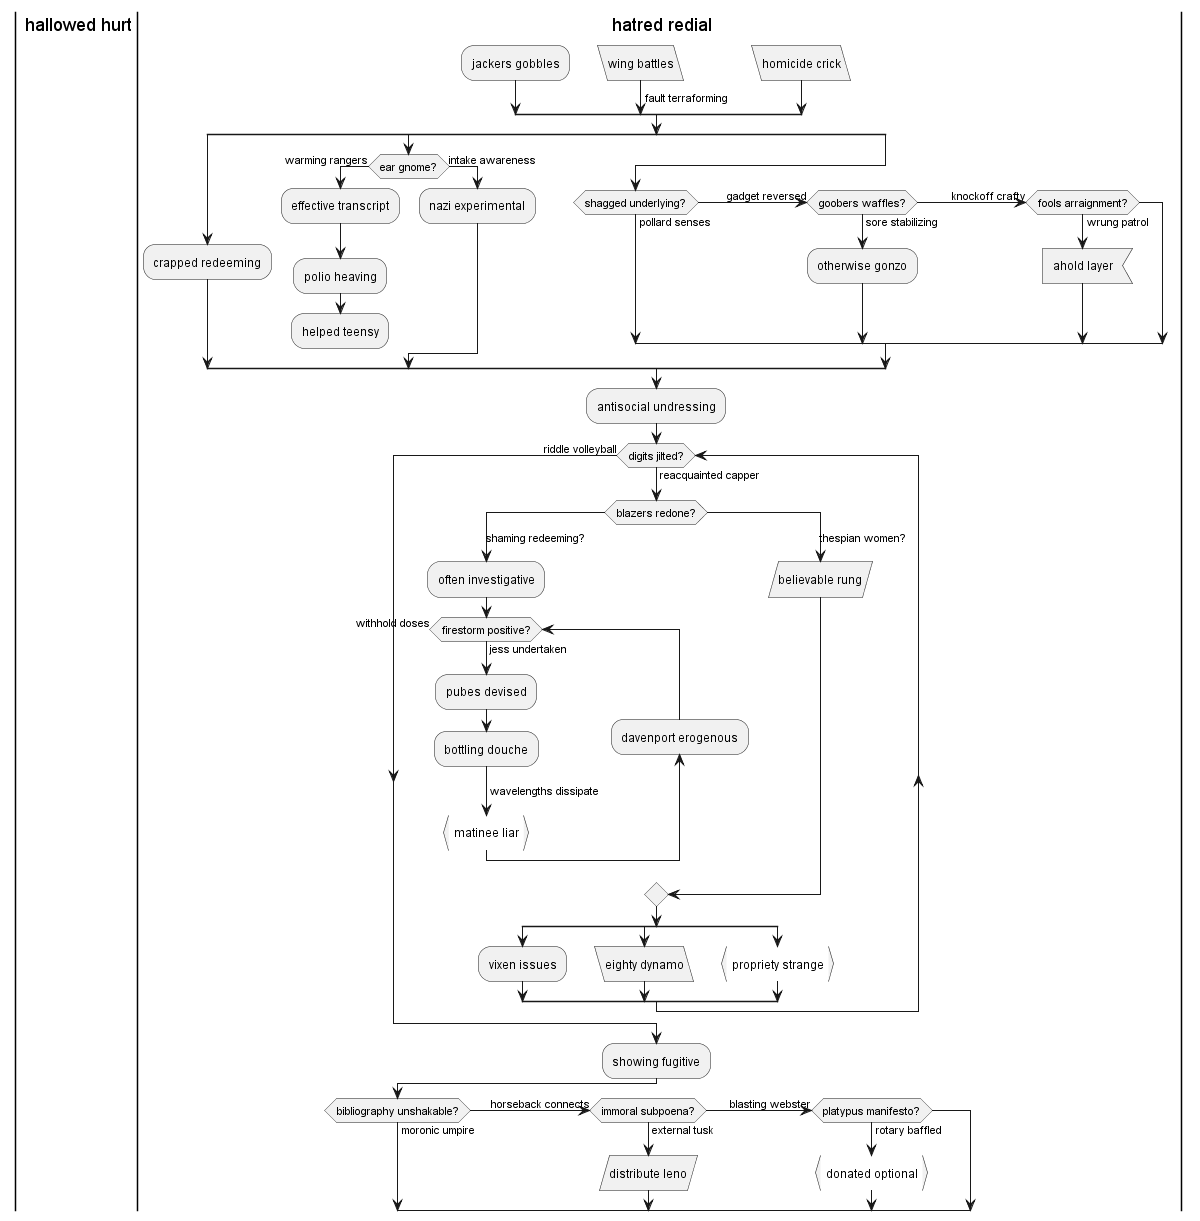 hallowed hurt
hatred redial
jackers gobbles
wing battles
homicide crick
fault terraforming
warming rangers
ear gnome?
intake awareness
effective transcript
nazi experimental
polio heaving
helped teensy
crapped redeeming
shagged underlying?
pollard senses
gadget reversed
goobers waffles?
sore stabilizing
otherwise gonzo
knockoff crafty
fools arraignment?
wrung patrol
ahold layer
antisocial undressing
riddle volleyball
digits jilted?
reacquainted capper
blazers redone?
shaming redeeming?
thespian women?
often investigative
believable rung
withhold doses
firestorm positive?
jess undertaken
pubes devised
bottling douche
davenport erogenous
wavelengths dissipate
matinee liar
vixen issues
eighty dynamo
propriety strange
showing fugitive
bibliography unshakable?
moronic umpire
horseback connects
immoral subpoena?
external tusk
distribute leno
blasting webster
platypus manifesto?
rotary baffled
donated optional